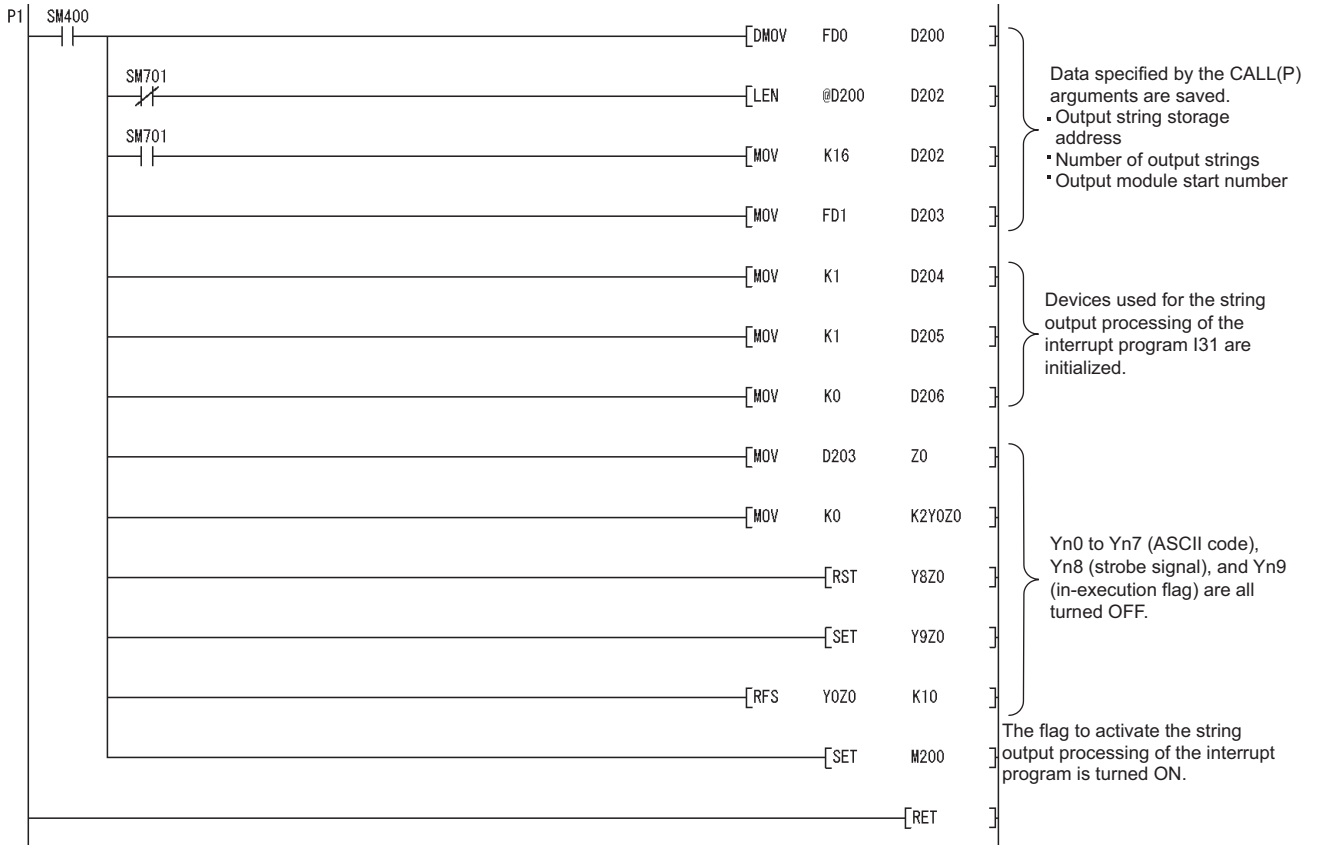 P1 SM400
DMOV FD0 D200
SM701
LEN @D200 D202
SM701
MOV K16 D202
MOV FD1 D203
Data specified by the CALL(P)
arguments are saved.
▪ Output string storage
address
▪ Number of output strings
▪ Output module start number
MOV K1 D204
MOV K1 D205
MOV K0 D206
Devices used for the string
output processing of the
interrupt program I31 are
initialized.
MOV D203 Z0
MOV K0 K2Y0Z0
RST Y8Z0
SET Y9Z0
RFS Y0Z0 K10
Yn0 to Yn7 (ASCII code),
Yn8 (strobe signal), and Yn9
(in-execution flag) are all
turned OFF.
SET M200
The flag to activate the string
output processing of the interrupt
program is turned ON.
RET